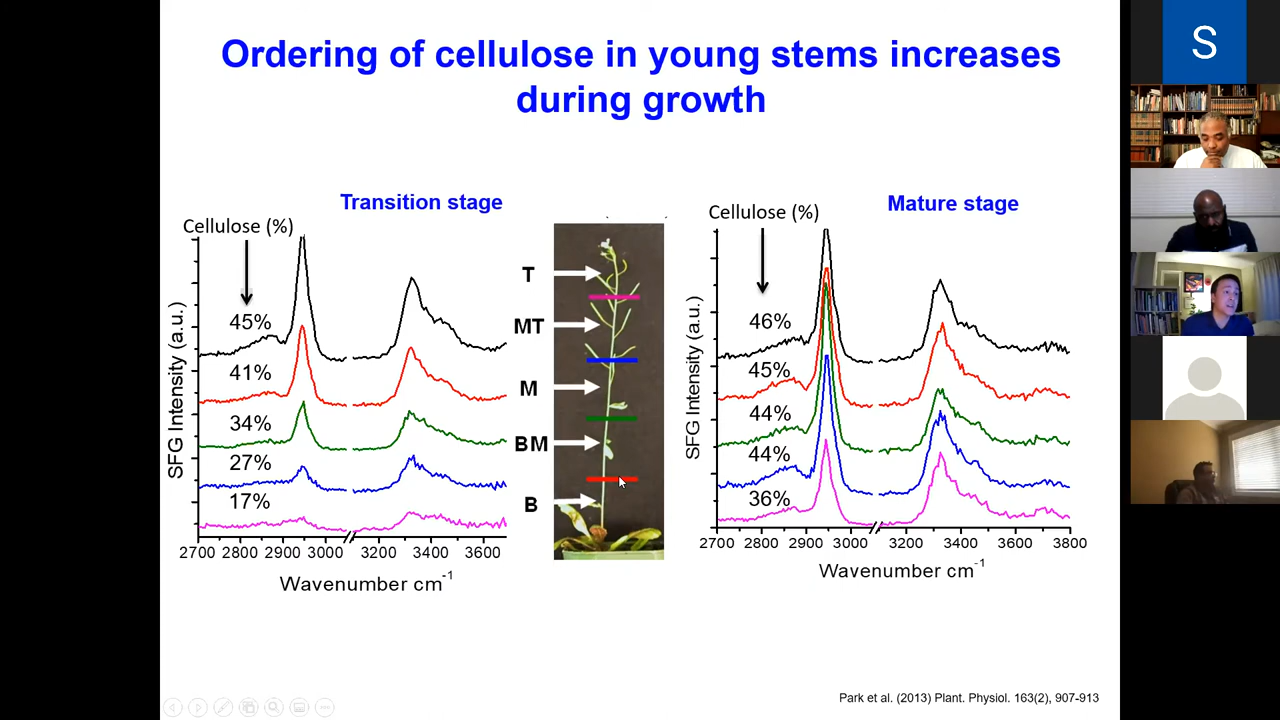 Ordering of cellulose in young stems increases
during growth
Transition stage
Cellulose (%)
45%
41%
34%
27%
17%
SFG Intensity (a.u.)
2700 2800 2900 3000 3200 3400 3600
Wavenumber cm-1
T
MT
M
BM
B
Mature stage
Cellulose (%)
46%
45%
44%
44%
36%
SFG Intensity (a.u.)
2700 2800 2900 3000 3200 3400 3600 3800
Wavenumber cm-1
Park et al. (2013) Plant. Physiol. 163(2), 907-913
S